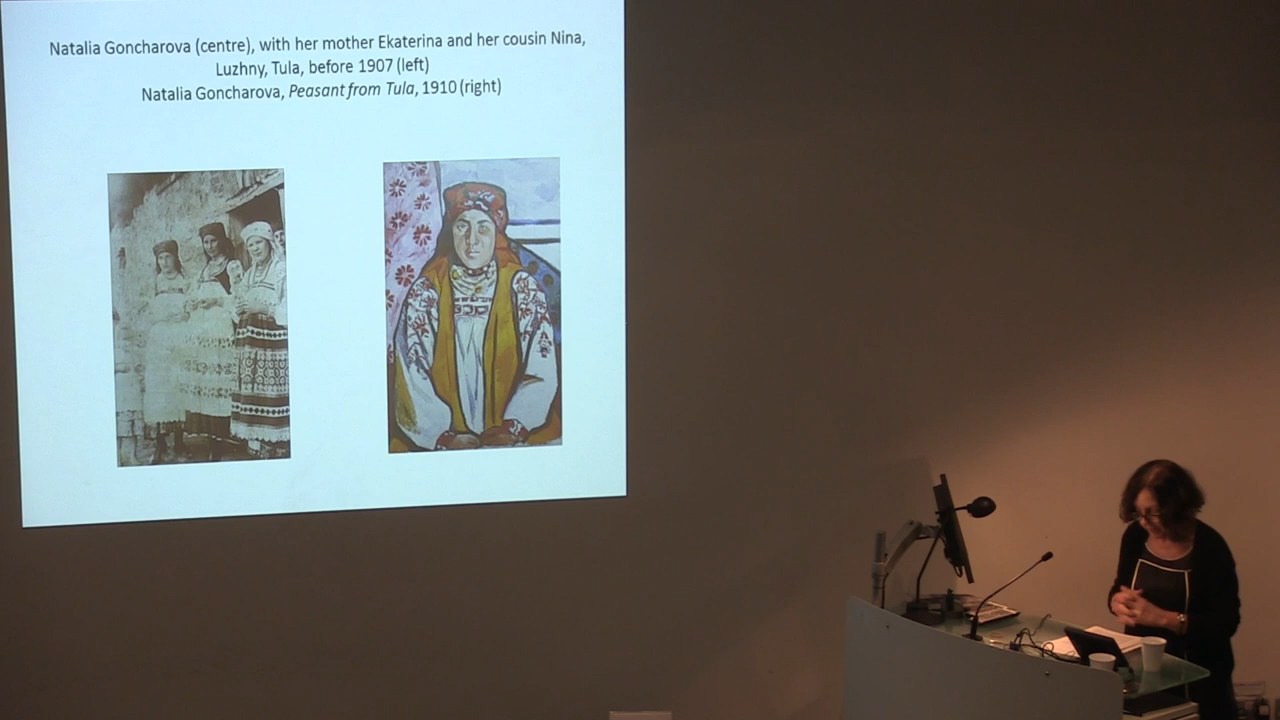 Natalia Goncharova (centre), with her mother Ekaterina and her cousin Nina,
Luzhny, Tula, before 1907 (left)
Natalia Goncharova, Peasant from Tula, 1910 (right)